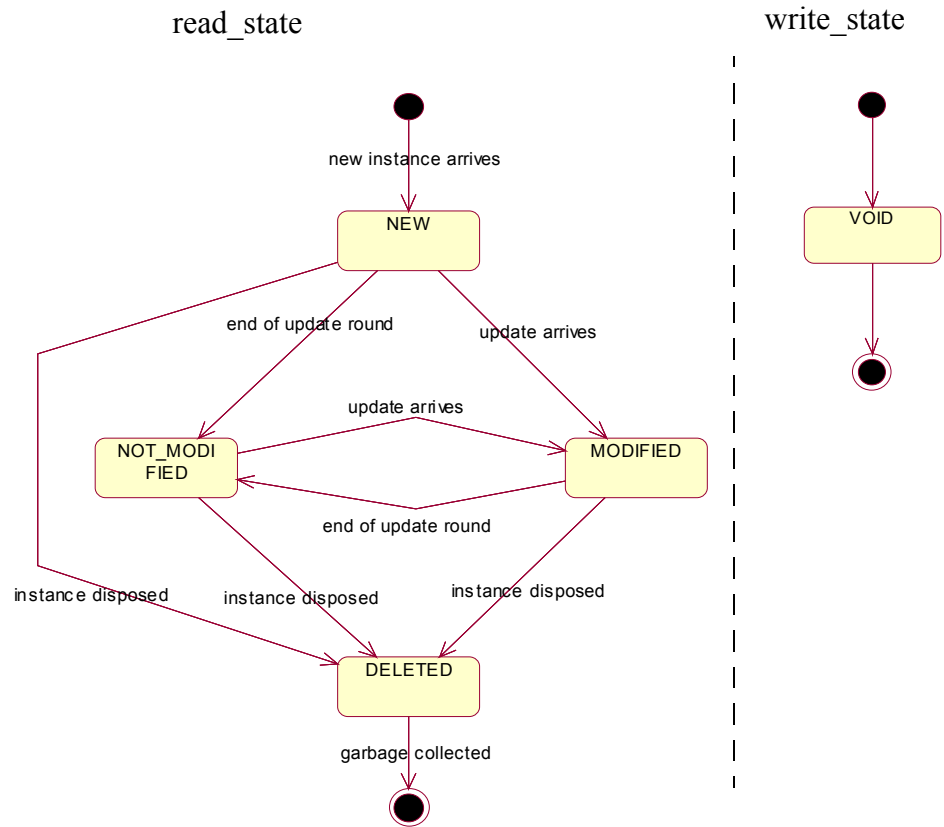 read_state
write_state
new instance arrives
NEW
VOID
end of update round
update arrives
update arrives
NOT_MODI
FIED
MODIFIED
end of update round
instance disposed
instance disposed
instance disposed
DELETED
garbage collected